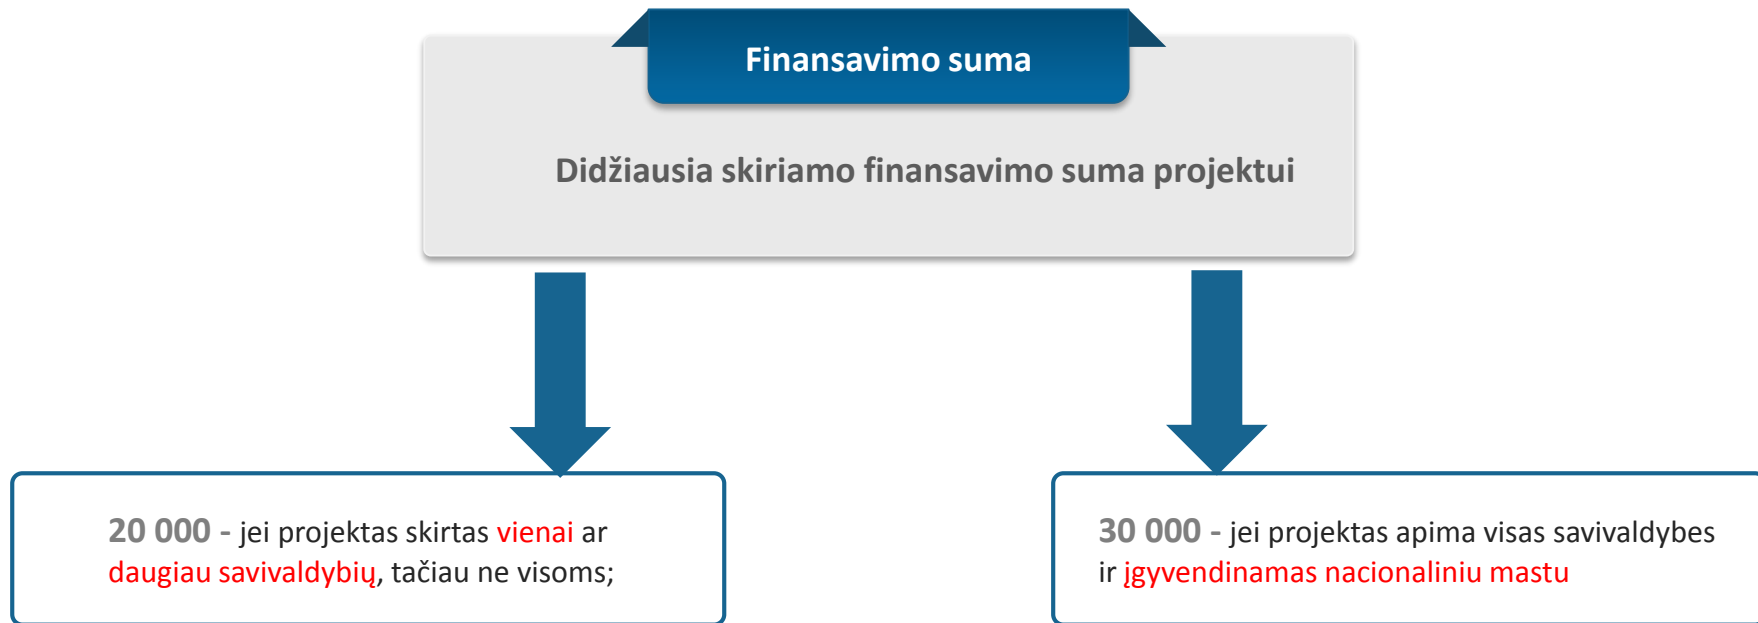 Finansavimo suma
Didžiausia skiriamo finansavimo suma projektui
20 000 - jei projektas skirtas vienai ar
daugiau savivaldybių, tačiau ne visoms;
30 000 - jei projektas apima visas savivaldybes
ir įgyvendinamas nacionaliniu mastu